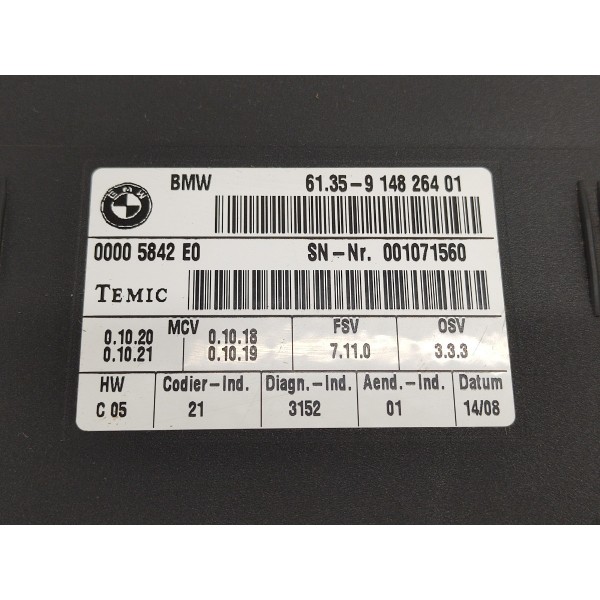 BMW 61.35-9 148 264 01
BMW
0000 5842 E0 SN-Nr. 001071560
TEMIC
MCV FSV OSV
0.10.20 0.10.18
0.10.21 0.10.19 7.11.0 3.3.3
HW Codier-Ind. Diagn.-Ind. Aend.-Ind. Datum
C 05 21 3152 01 14/08